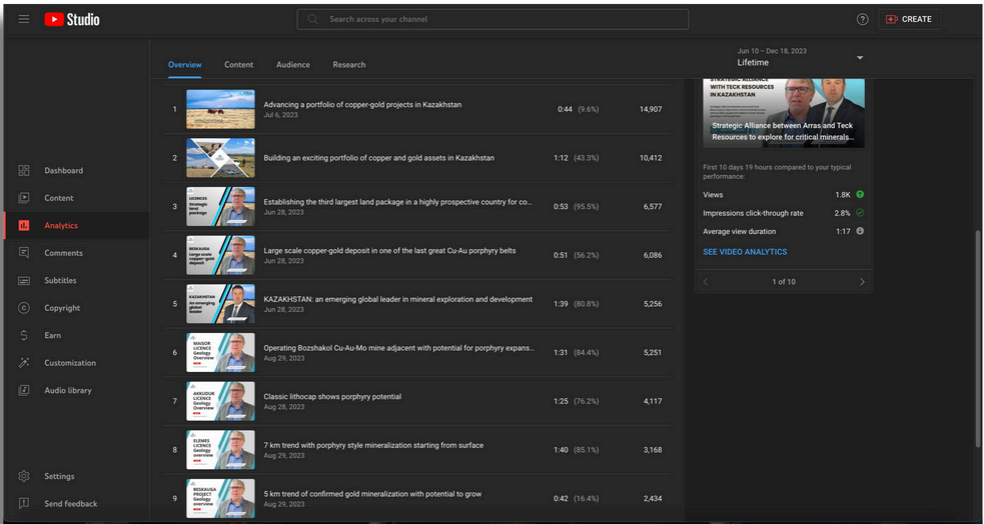 Studio
Search across your channel
CREATE
Overview
Content
Audience
Research
Jun 10 – Dec 18, 2023
Lifetime
Dashboard
Content
Analytics
Comments
Subtitles
Copyright
Earn
Customization
Audio library
Settings
Send feedback
1
Advancing a portfolio of copper-gold projects in Kazakhstan
Jul 6, 2023
0:44 (9.6%)
14,907
2
Building an exciting portfolio of copper and gold assets in Kazakhstan
1:12 (43.3%)
10,412
3
LICENCES
Strategic
land
package
Establishing the third largest land package in a highly prospective country for co...
Jun 28, 2023
0:53 (95.5%)
6,577
4
BESKAUGA
Large scale
copper-gold
deposit
Large scale copper-gold deposit in one of the last great Cu-Au porphyry belts
Jun 28, 2023
0:51 (56.2%)
6,086
5
KAZAKHSTAN
An emerging
global
leader
KAZAKHSTAN: an emerging global leader in mineral exploration and development
Jun 28, 2023
1:39 (80.8%)
5,256
6
MAISOR
LICENCE
Geology
Overview
Operating Bozshakol Cu-Au-Mo mine adjacent with potential for porphyry expans...
Aug 29, 2023
1:31 (84.4%)
5,251
7
AKKUDUK
LICENCE
Geology
Overview
Classic lithocap shows porphyry potential
Aug 28, 2023
1:25 (76.2%)
4,117
8
ELEMES
LICENCE
Geology
overview
7 km trend with porphyry style mineralization starting from surface
Aug 29, 2023
1:40 (85.1%)
3,168
9
BESKAUGA
PROJECT
Geology
overview
5 km trend of confirmed gold mineralization with potential to grow
Aug 29, 2023
0:42 (16.4%)
2,434
STRATEGIC ALLIANCE
WITH TECK RESOURCES
IN KAZAKHSTAN
Strategic Alliance between Arras and Teck
Resources to explore for critical minerals...
First 10 days 19 hours compared to your typical
performance:
Views
1.8K
Impressions click-through rate
2.8%
Average view duration
1:17
SEE VIDEO ANALYTICS
1 of 10